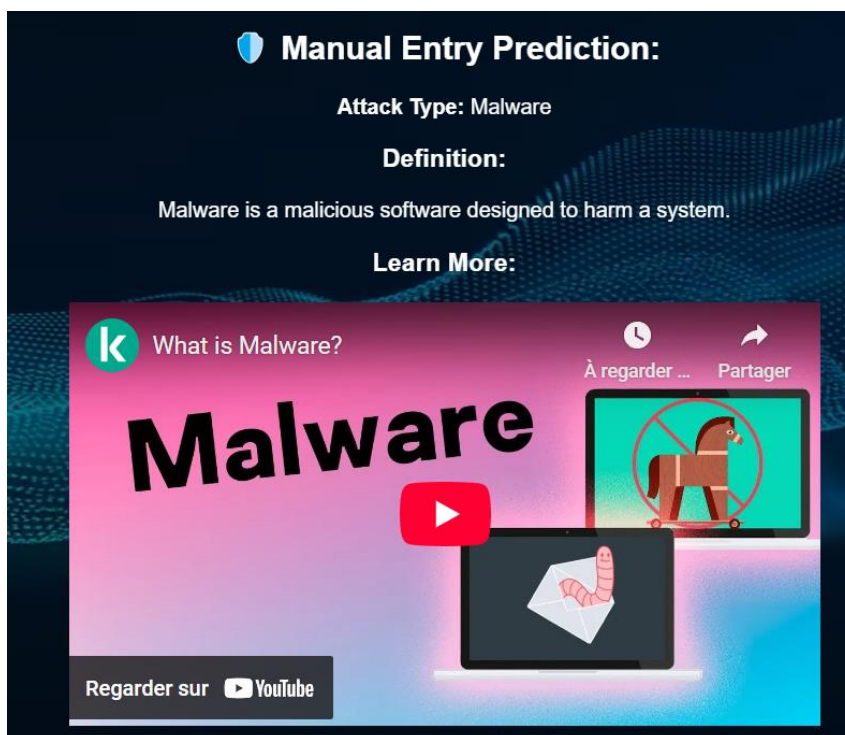 Manual Entry Prediction:
Attack Type: Malware
Definition:
Malware is a malicious software designed to harm a system.
Learn More:
k
What is Malware?
À regarder ...
Partager
Malware
Regarder sur YouTube